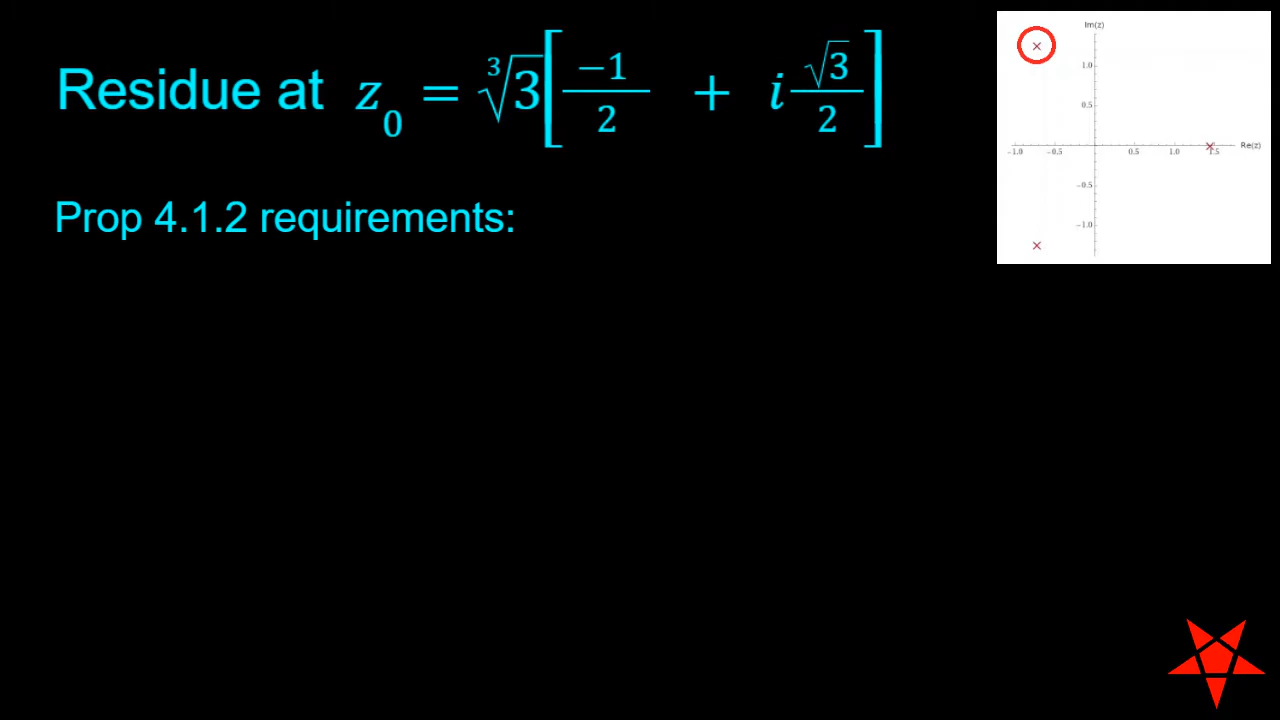 Residue at z₀ = ∛3[−1/2 + i √3/2]
Prop 4.1.2 requirements:
Im(z)
1.0
0.5
−1.0 −0.5 0.5 1.0 1.5 Re(z)
−0.5
−1.0